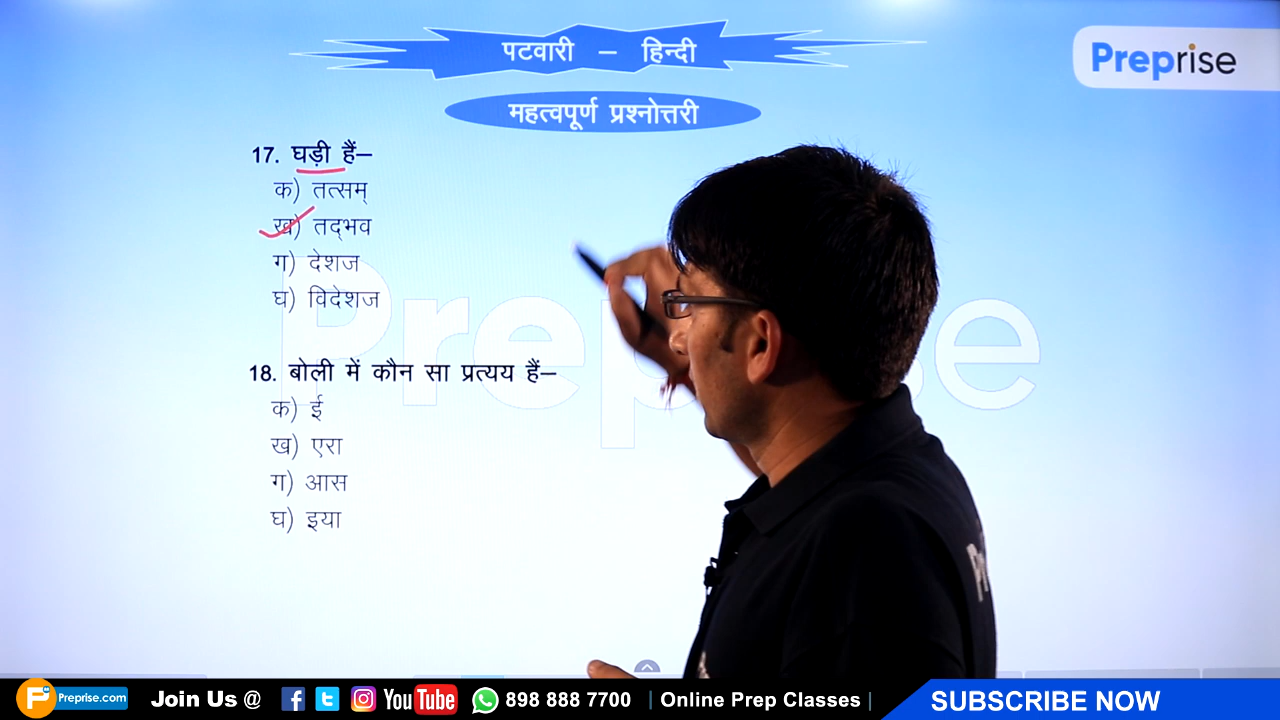 पटवारी – हिन्दी
Preprise
महत्वपूर्ण प्रश्नोत्तरी
17. घड़ी हैं–
क) तत्सम्
ख) तद्भव
ग) देशज
घ) विदेशज
18. बोली में कौन सा प्रत्यय हैं–
क) ई
ख) एरा
ग) आस
घ) इया
Preprise.com Join Us @ YouTube 898 888 7700 | Online Prep Classes | SUBSCRIBE NOW